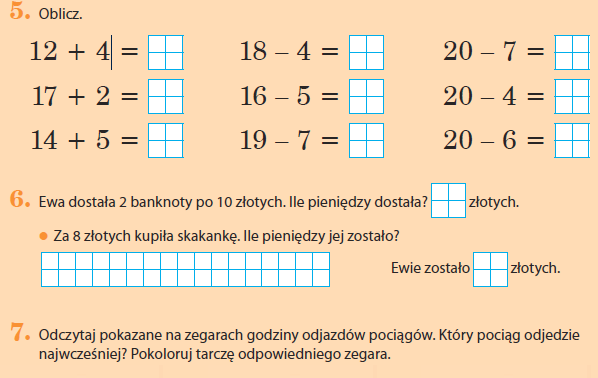 5. Oblicz.
12 + 4 = 18 – 4 = 20 – 7 =
17 + 2 = 16 – 5 = 20 – 4 =
14 + 5 = 19 – 7 = 20 – 6 =
6. Ewa dostała 2 banknoty po 10 złotych. Ile pieniędzy dostała? złotych.
• Za 8 złotych kupiła skakankę. Ile pieniędzy jej zostało?
Ewie zostało złotych.
7. Odczytaj pokazane na zegarach godziny odjazdów pociągów. Który pociąg odjedzie
najwcześniej? Pokoloruj tarczę odpowiedniego zegara.